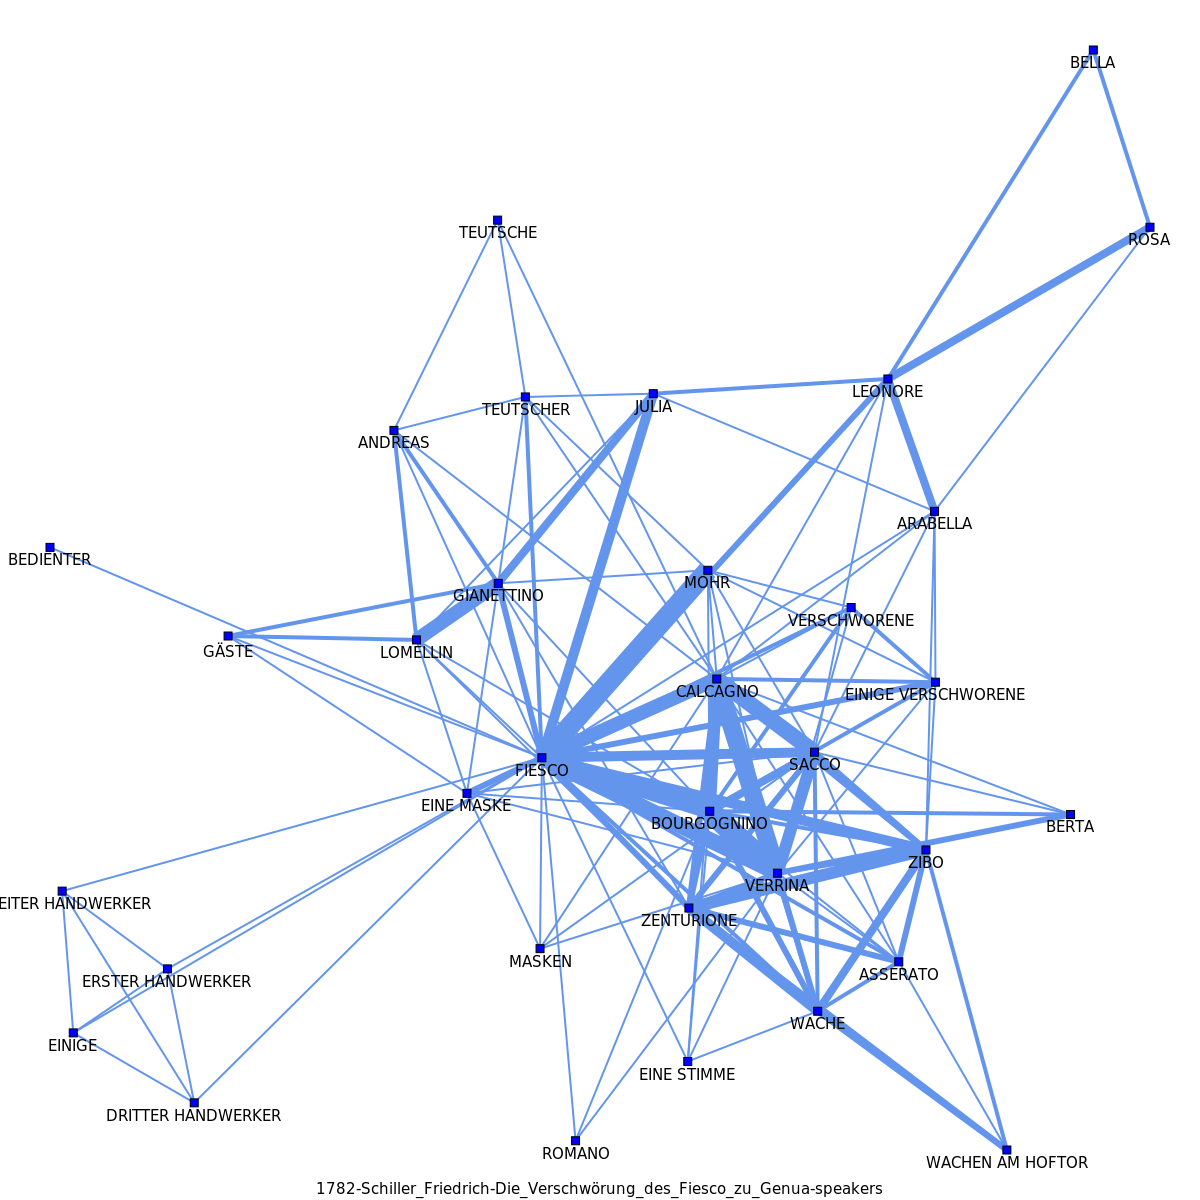 BELLA
TEUTSCHE
ROSA
LEONORE
JULIA
TEUTSCHER
ANDREAS
ARABELLA
BEDIENTER
MOHR
GIANETTINO
VERSCHWORENE
GÄSTE
LOMELLIN
CALCAGNO
EINIGE VERSCHWORENE
SACCO
FIESCO
EINE MASKE
BOURGOGNINO
BERTA
ZIBO
VERRINA
EITER HANDWERKER
ZENTURIONE
MASKEN
ASSERATO
ERSTER HANDWERKER
WACHE
EINIGE
EINE STIMME
DRITTER HANDWERKER
ROMANO
WACHEN AM HOFTOR
1782-Schiller_Friedrich-Die_Verschwörung_des_Fiesco_zu_Genua-speakers